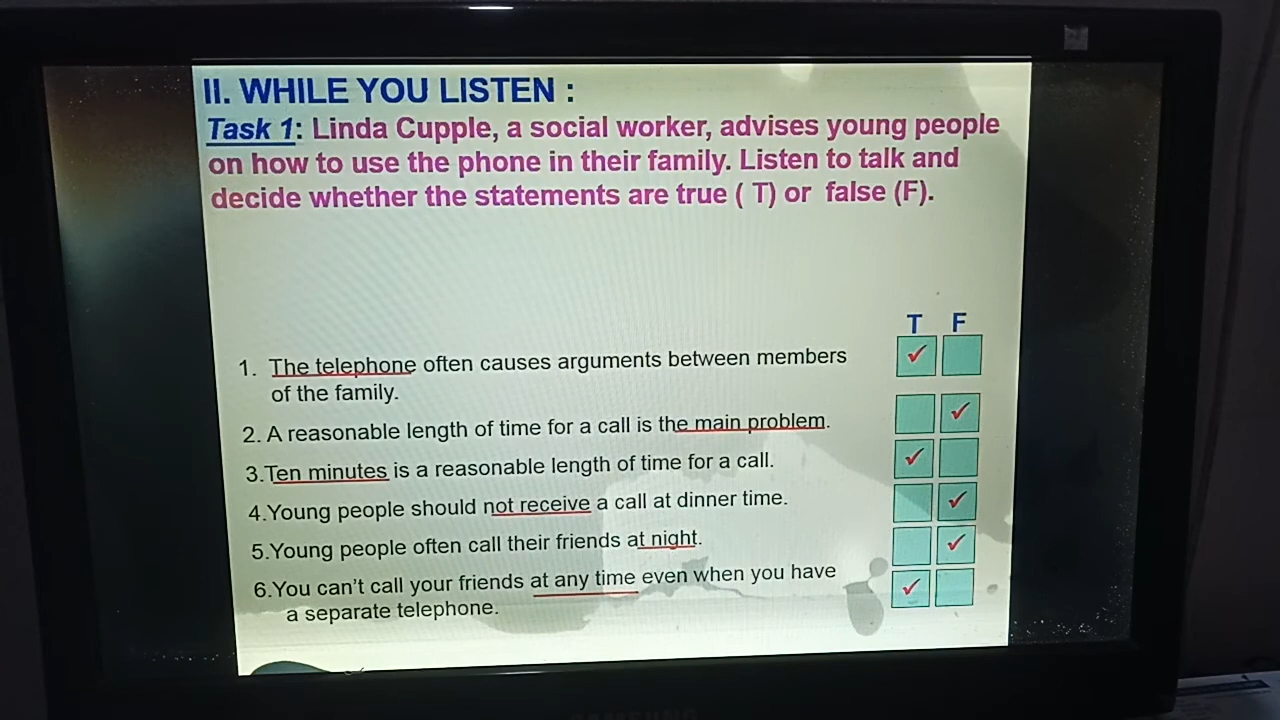 II. WHILE YOU LISTEN :
Task 1: Linda Cupple, a social worker, advises young people
on how to use the phone in their family. Listen to talk and
decide whether the statements are true ( T) or false (F).
T F
1. The telephone often causes arguments between members
of the family.
2. A reasonable length of time for a call is the main problem.
3.Ten minutes is a reasonable length of time for a call.
4.Young people should not receive a call at dinner time.
5.Young people often call their friends at night.
6.You can’t call your friends at any time even when you have
a separate telephone.